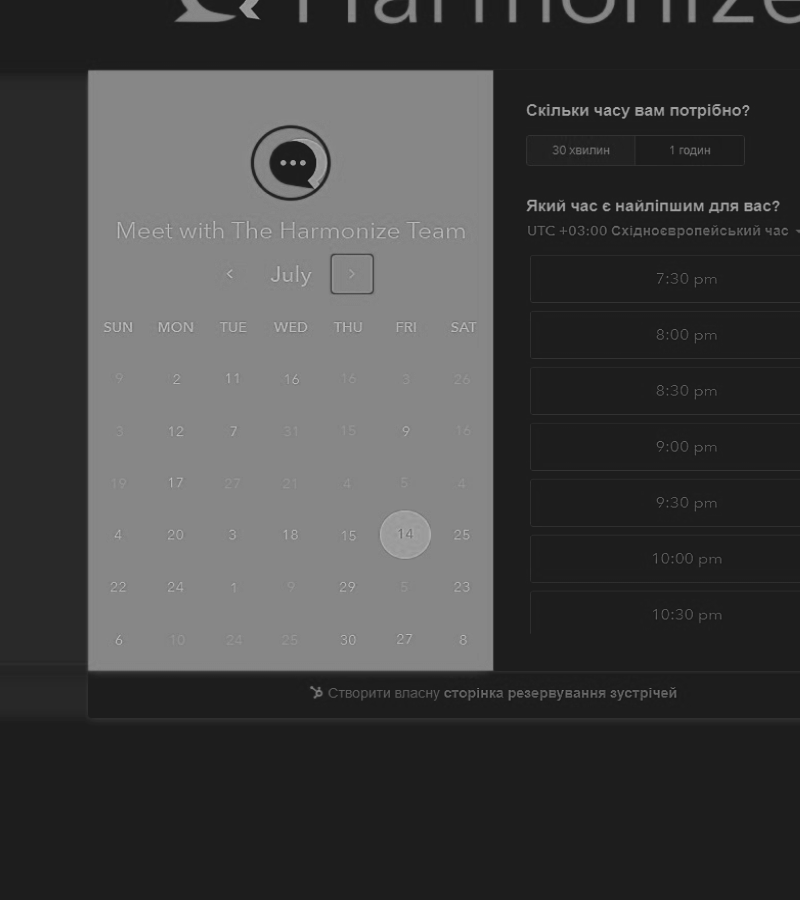 Harmonize
Meet with The Harmonize Team
July
SUN MON TUE WED THU FRI SAT
9 2 11 16 16 3 26
3 12 7 31 15 9 16
19 17 27 21 4 5 4
4 20 3 18 15 14 25
22 24 1 9 29 5 23
6 10 24 25 30 27 8
Скільки часу вам потрібно?
30 хвилин 1 годин
Який час є найліпшим для вас?
UTC +03:00 Східноєвропейський час
7:30 pm
8:00 pm
8:30 pm
9:00 pm
9:30 pm
10:00 pm
10:30 pm
Створити власну сторінка резервування зустрічей